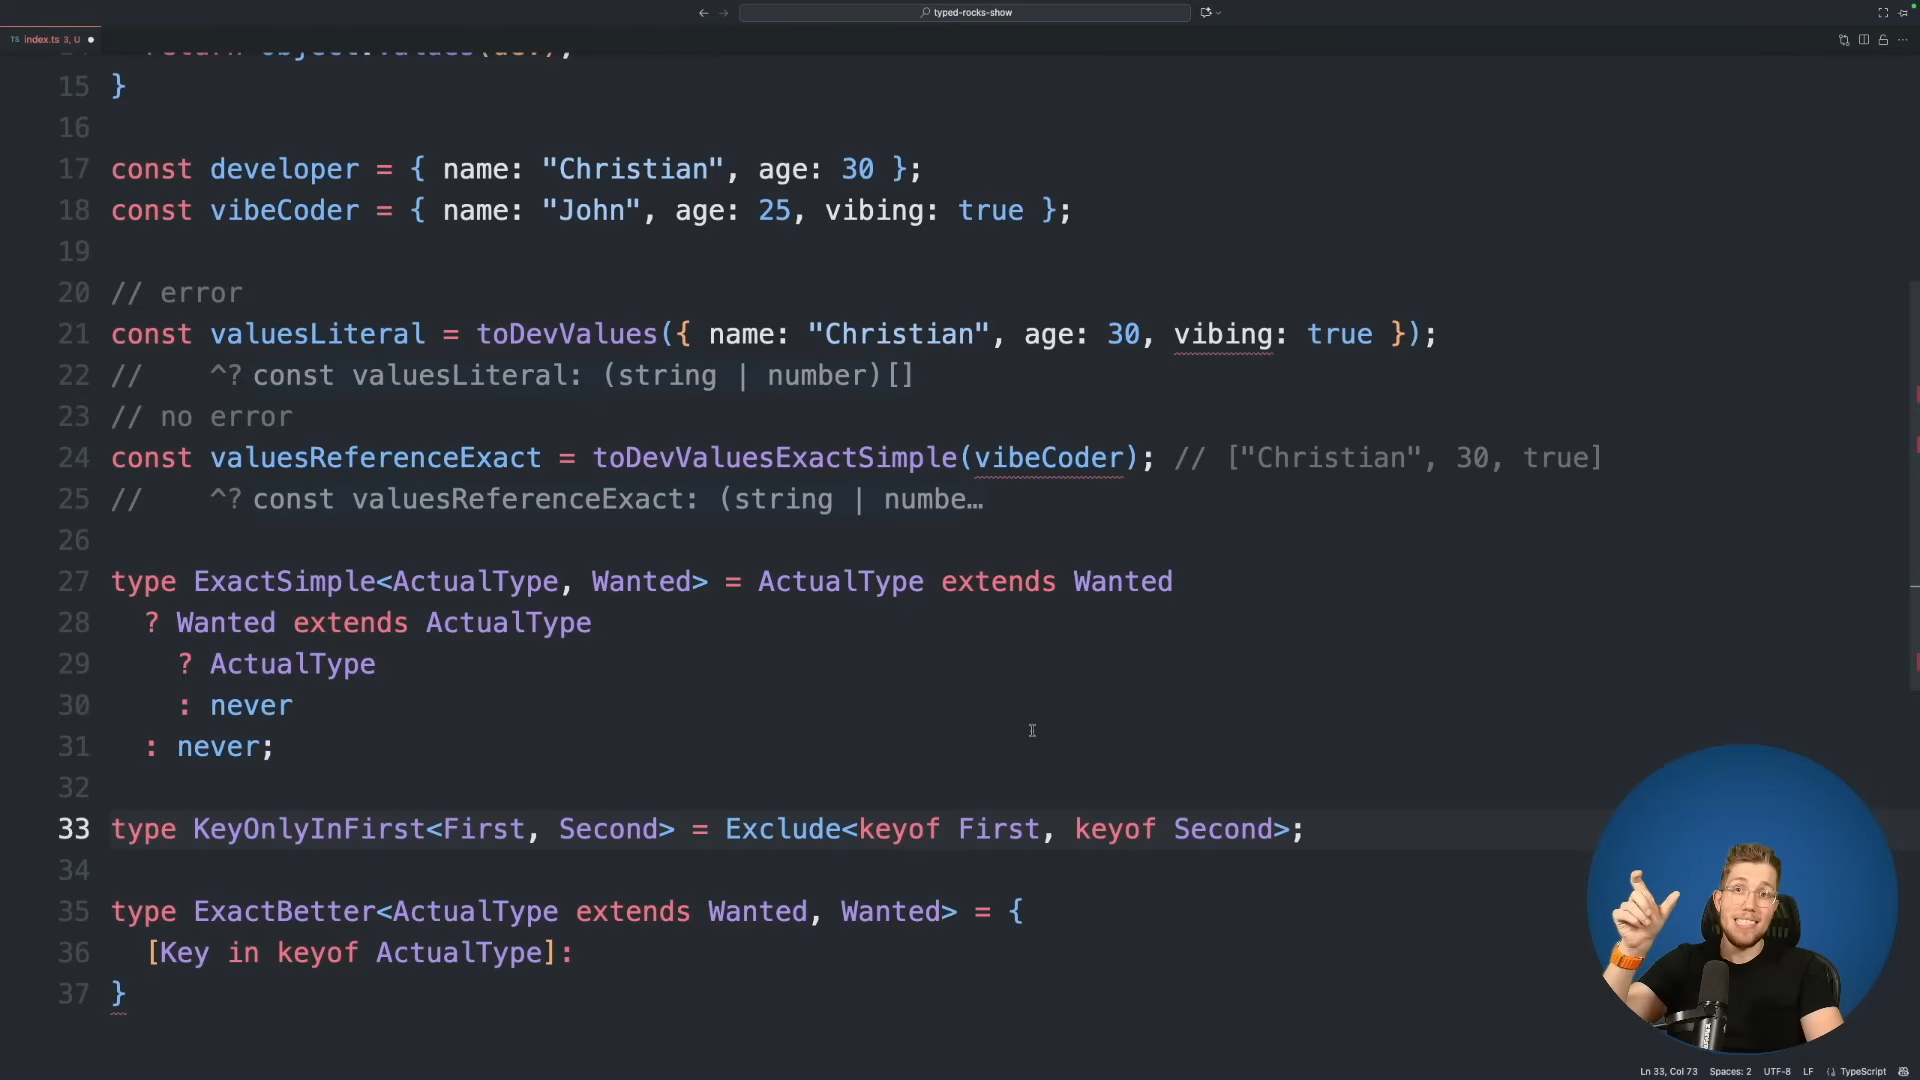 typed-rocks-show
TS index.ts 3, U
15 }
16
17 const developer = { name: "Christian", age: 30 };
18 const vibeCoder = { name: "John", age: 25, vibing: true };
19
20 // error
21 const valuesLiteral = toDevValues({ name: "Christian", age: 30, vibing: true });
22 // ^? const valuesLiteral: (string | number)[]
23 // no error
24 const valuesReferenceExact = toDevValuesExactSimple(vibeCoder); // ["Christian", 30, true]
25 // ^? const valuesReferenceExact: (string | numbe…
26
27 type ExactSimple<ActualType, Wanted> = ActualType extends Wanted
28 ? Wanted extends ActualType
29 ? ActualType
30 : never
31 : never;
32
33 type KeyOnlyInFirst<First, Second> = Exclude<keyof First, keyof Second>;
34
35 type ExactBetter<ActualType extends Wanted, Wanted> = {
36 [Key in keyof ActualType]:
37 }
Ln 33, Col 73 Spaces: 2 UTF-8 LF TypeScript